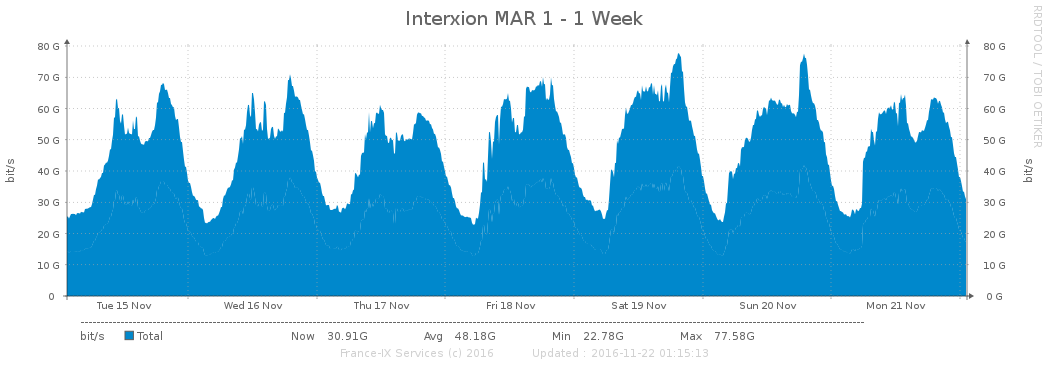 Interxion MAR 1 - 1 Week
RRDTOOL / TOBI OETIKER
80 G 80 G
70 G 70 G
60 G 60 G
50 G 50 G
40 G 40 G
30 G 30 G
20 G 20 G
10 G 10 G
0 0 G
bit/s
bit/s
Tue 15 Nov Wed 16 Nov Thu 17 Nov Fri 18 Nov Sat 19 Nov Sun 20 Nov Mon 21 Nov
bit/s Total Now 30.91G Avg 48.18G Min 22.78G Max 77.58G
France-IX Services (c) 2016 Updated : 2016-11-22 01:15:13